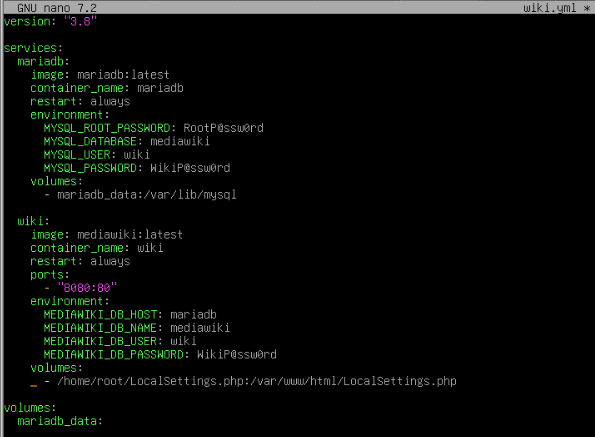 GNU nano 7.2 wiki.yml *
version: "3.8"
services:
mariadb:
image: mariadb:latest
container_name: mariadb
restart: always
environment:
MYSQL_ROOT_PASSWORD: RootP@ssw0rd
MYSQL_DATABASE: mediawiki
MYSQL_USER: wiki
MYSQL_PASSWORD: WikiP@ssw0rd
volumes:
- mariadb_data:/var/lib/mysql
wiki:
image: mediawiki:latest
container_name: wiki
restart: always
ports:
- "8080:80"
environment:
MEDIAWIKI_DB_HOST: mariadb
MEDIAWIKI_DB_NAME: mediawiki
MEDIAWIKI_DB_USER: wiki
MEDIAWIKI_DB_PASSWORD: WikiP@ssw0rd
volumes:
- /home/root/LocalSettings.php:/var/www/html/LocalSettings.php
volumes:
mariadb_data: